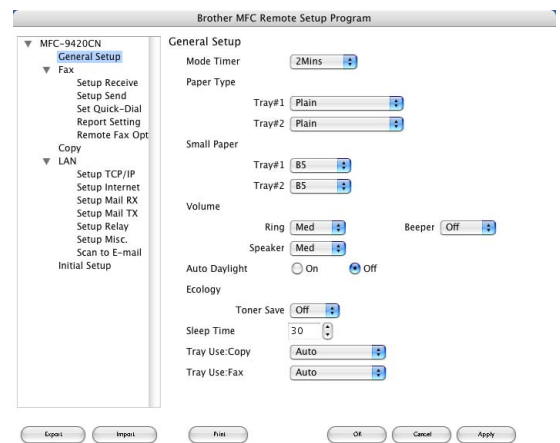 Brother MFC Remote Setup Program
MFC-9420CN
General Setup
Fax
Setup Receive
Setup Send
Set Quick-Dial
Report Setting
Remote Fax Opt
Copy
LAN
Setup TCP/IP
Setup Internet
Setup Mail RX
Setup Mail TX
Setup Relay
Setup Misc.
Scan to E-mail
Initial Setup
General Setup
Mode Timer 2Mins
Paper Type
Tray#1 Plain
Tray#2 Plain
Small Paper
Tray#1 B5
Tray#2 B5
Volume
Ring Med Beeper Off
Speaker Med
Auto Daylight On Off
Ecology
Toner Save Off
Sleep Time 30
Tray Use:Copy Auto
Tray Use:Fax Auto
Export Import Print OK Cancel Apply